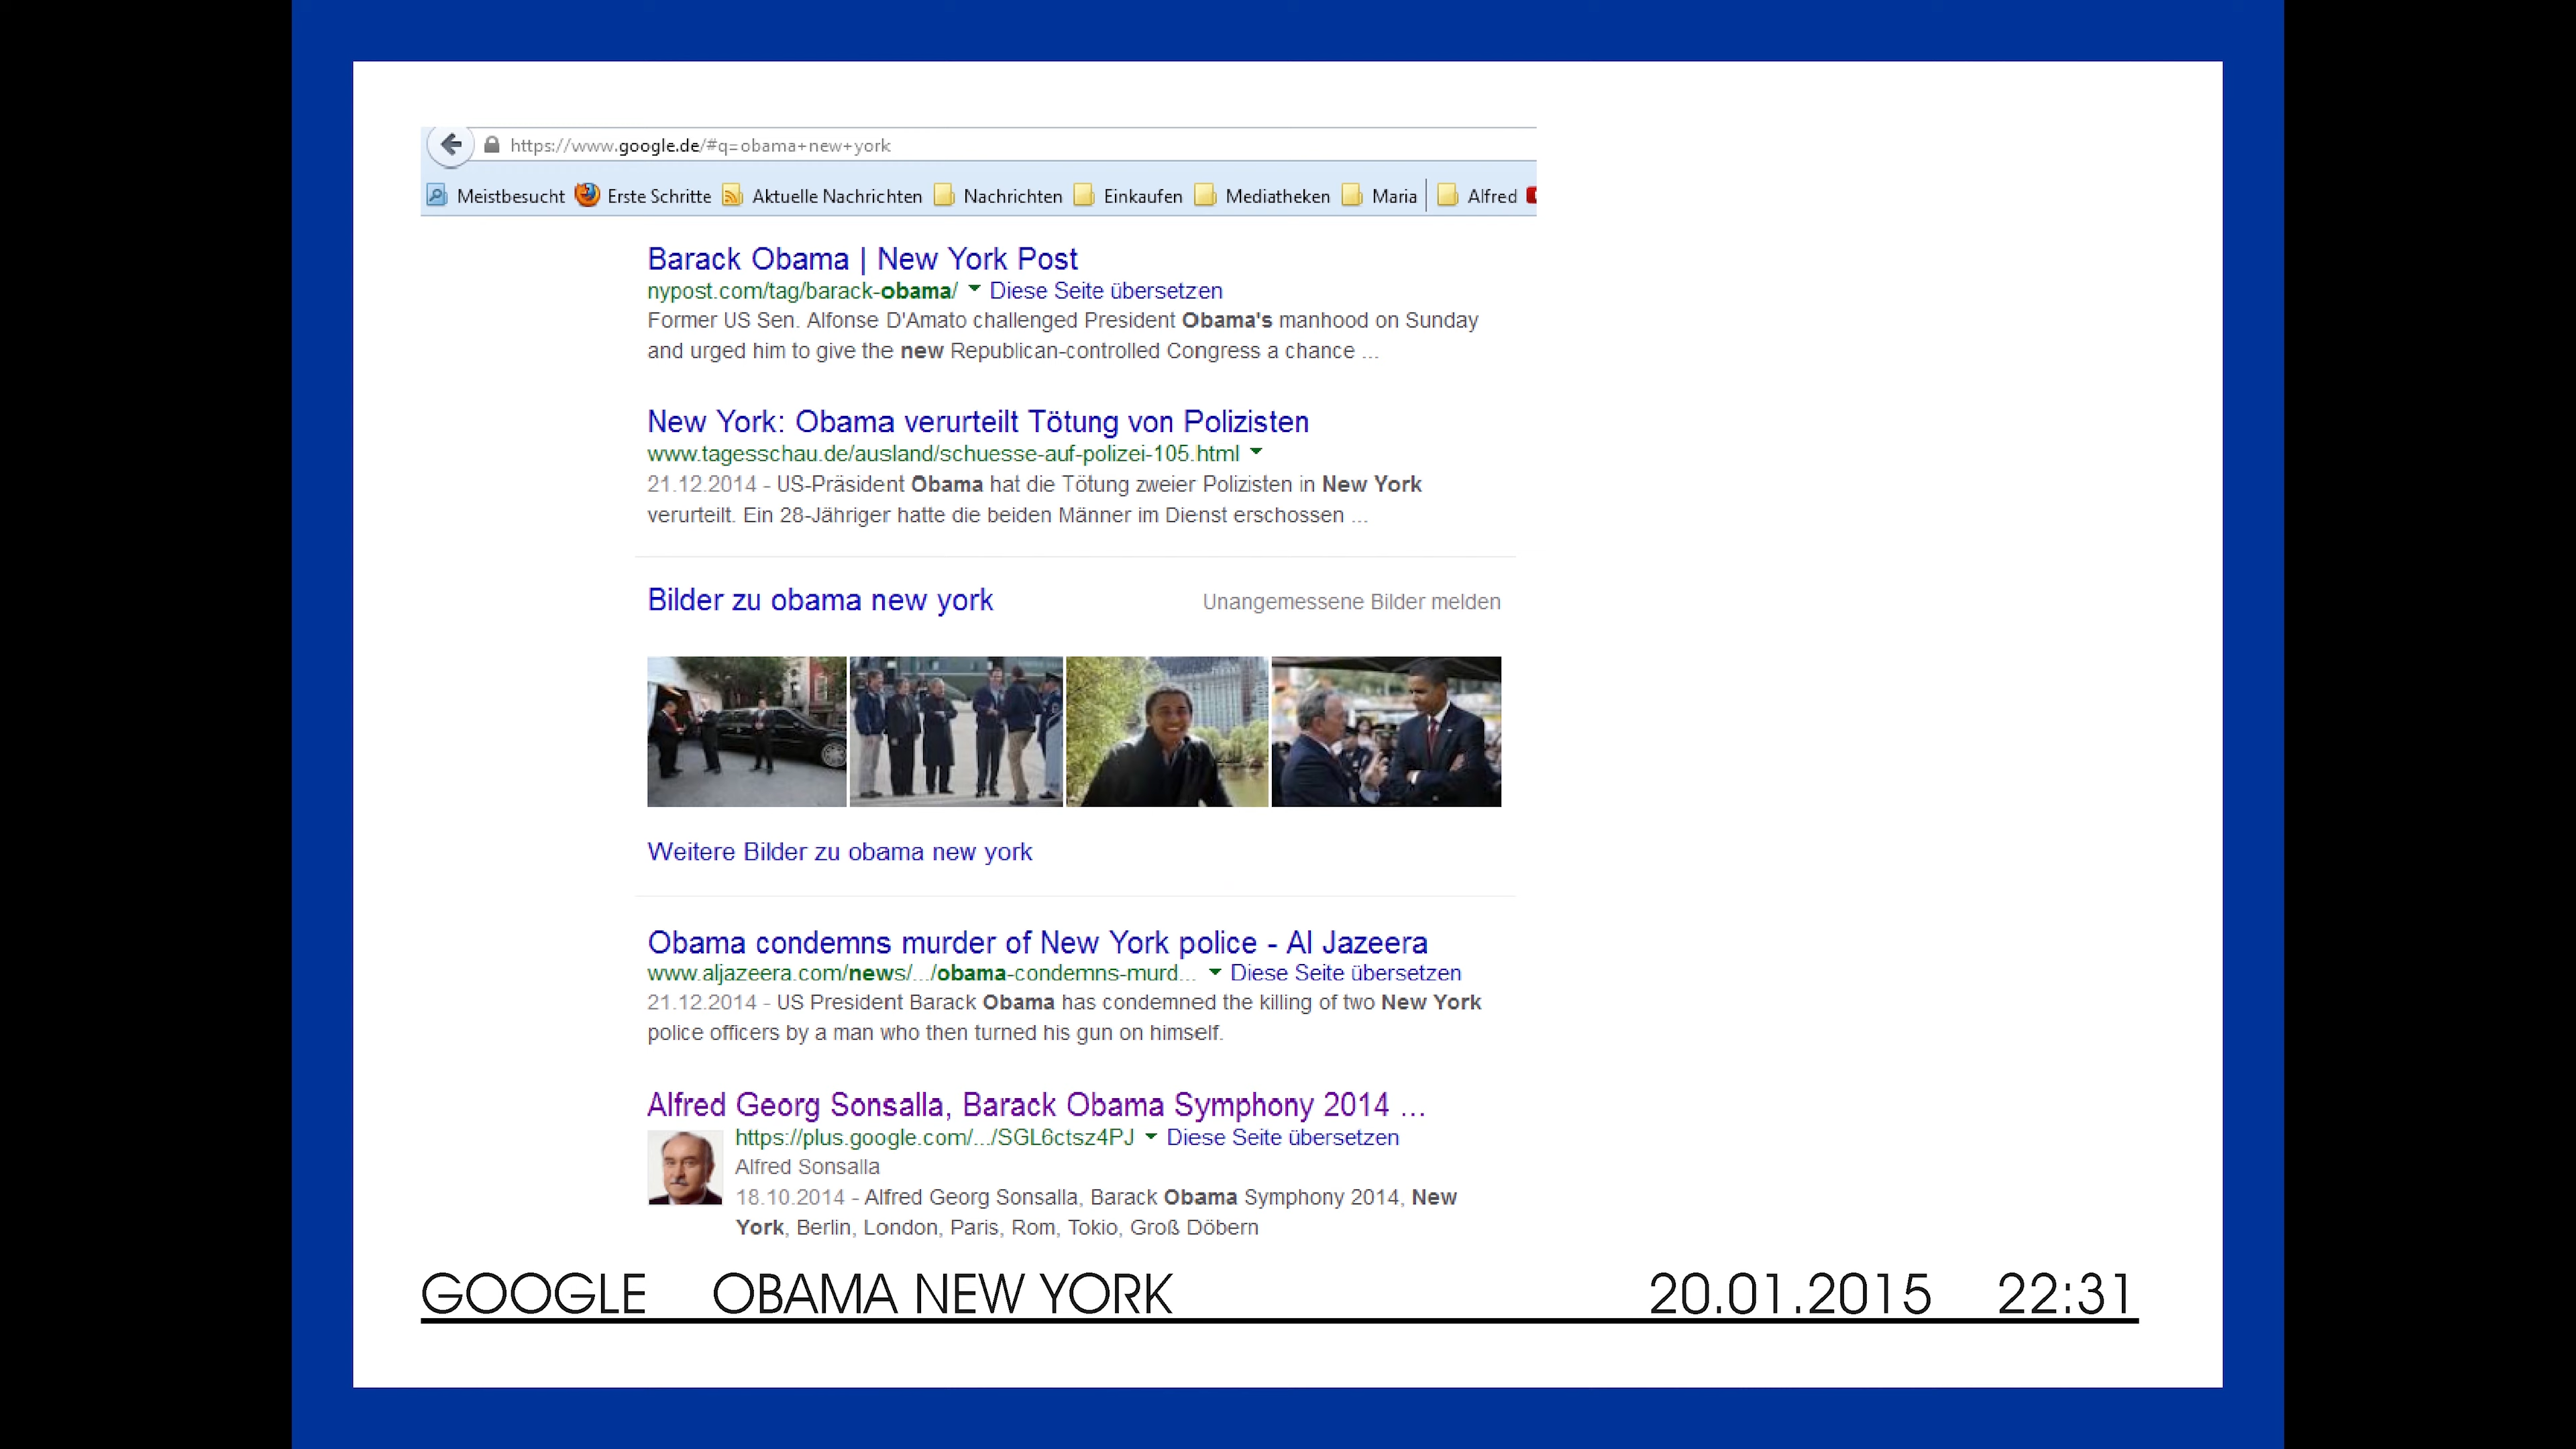 https://www.google.de/#q=obama+new+york
Meistbesucht Erste Schritte Aktuelle Nachrichten Nachrichten Einkaufen Mediatheken Maria Alfred
Barack Obama | New York Post
nypost.com/tag/barack-obama/ Diese Seite übersetzen
Former US Sen. Alfonse D'Amato challenged President Obama's manhood on Sunday
and urged him to give the new Republican-controlled Congress a chance ...
New York: Obama verurteilt Tötung von Polizisten
www.tagesschau.de/ausland/schuesse-auf-polizei-105.html
21.12.2014 - US-Präsident Obama hat die Tötung zweier Polizisten in New York
verurteilt. Ein 28-Jähriger hatte die beiden Männer im Dienst erschossen ...
Bilder zu obama new york Unangemessene Bilder melden
Weitere Bilder zu obama new york
Obama condemns murder of New York police - Al Jazeera
www.aljazeera.com/news/.../obama-condemns-murd... Diese Seite übersetzen
21.12.2014 - US President Barack Obama has condemned the killing of two New York
police officers by a man who then turned his gun on himself.
Alfred Georg Sonsalla, Barack Obama Symphony 2014 ...
https://plus.google.com/.../SGL6ctsz4PJ Diese Seite übersetzen
Alfred Sonsalla
18.10.2014 - Alfred Georg Sonsalla, Barack Obama Symphony 2014, New
York, Berlin, London, Paris, Rom, Tokio, Groß Döbern
GOOGLE OBAMA NEW YORK 20.01.2015 22:31